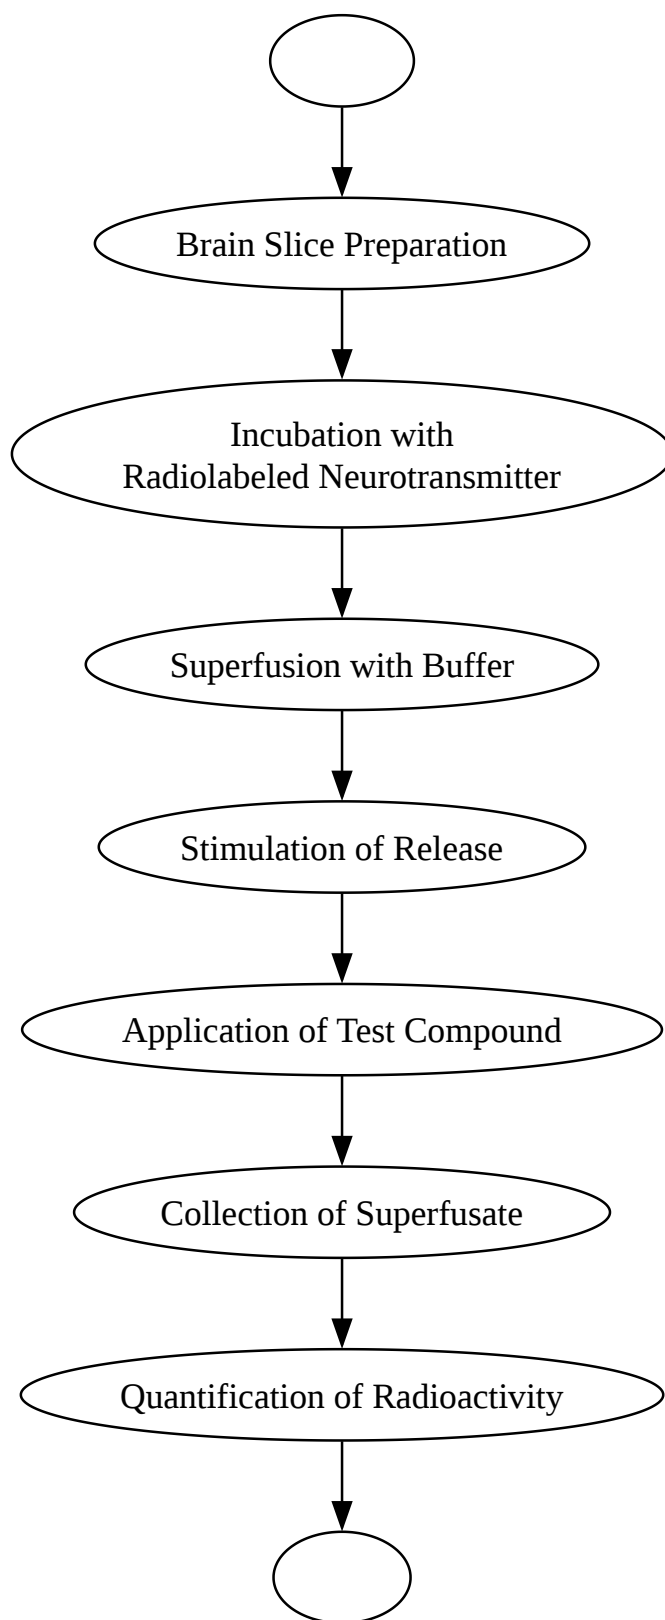 Brain Slice Preparation
Incubation with
Radiolabeled Neurotransmitter
Superfusion with Buffer
Stimulation of Release
Application of Test Compound
Collection of Superfusate
Quantification of Radioactivity